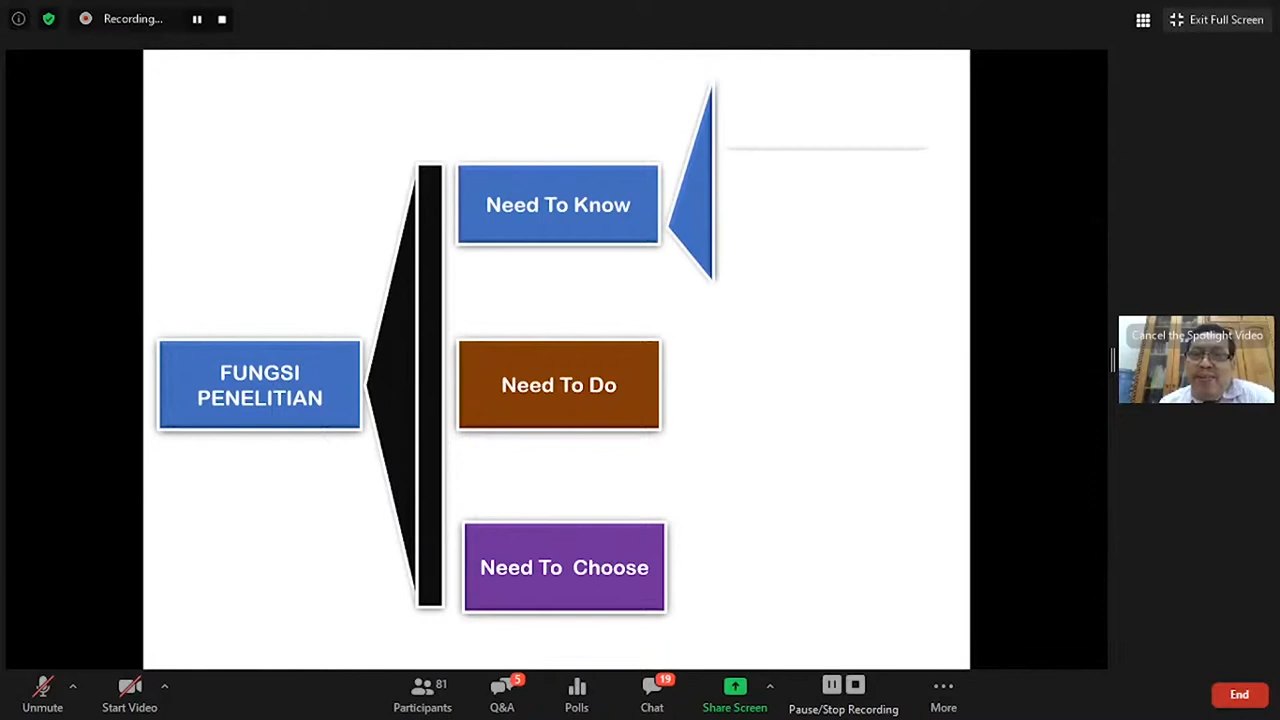 Recording...
Exit Full Screen
Need To Know
Cancel the Spotlight Video
FUNGSI
PENELITIAN
Need To Do
Need To  Choose
Unmute
Start Video
81
Participants
5
Q&A
Polls
19
Chat
Share Screen
Pause/Stop Recording
More
End